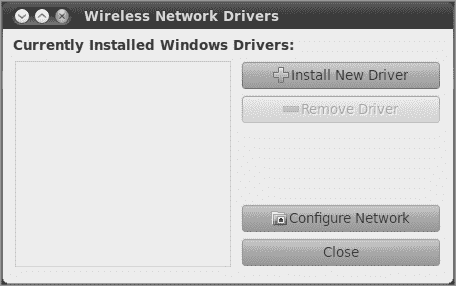 Wireless Network Drivers
Currently Installed Windows Drivers:
Install New Driver
Remove Driver
Configure Network
Close